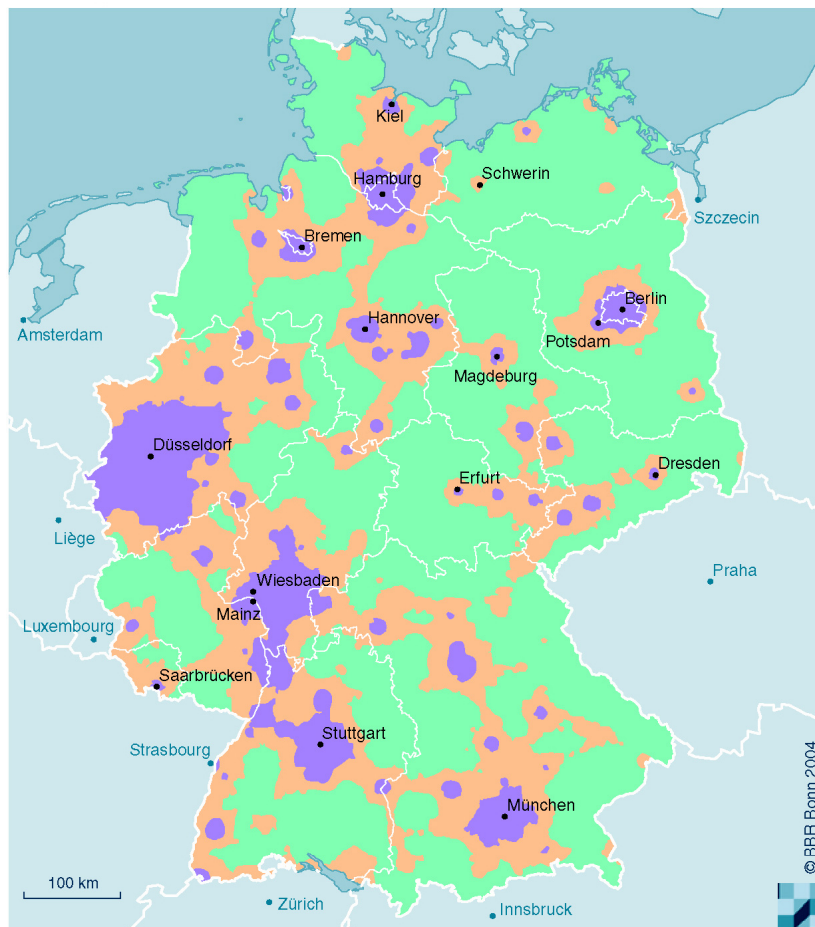 Kiel
Schwerin
Hamburg
Szczecin
Bremen
Berlin
Hannover
Amsterdam
Potsdam
Magdeburg
Düsseldorf
Dresden
Erfurt
Liège
Praha
Wiesbaden
Mainz
Luxembourg
Saarbrücken
Stuttgart
Strasbourg
München
© BBR Bonn 2004
100 km
Zürich
Innsbruck